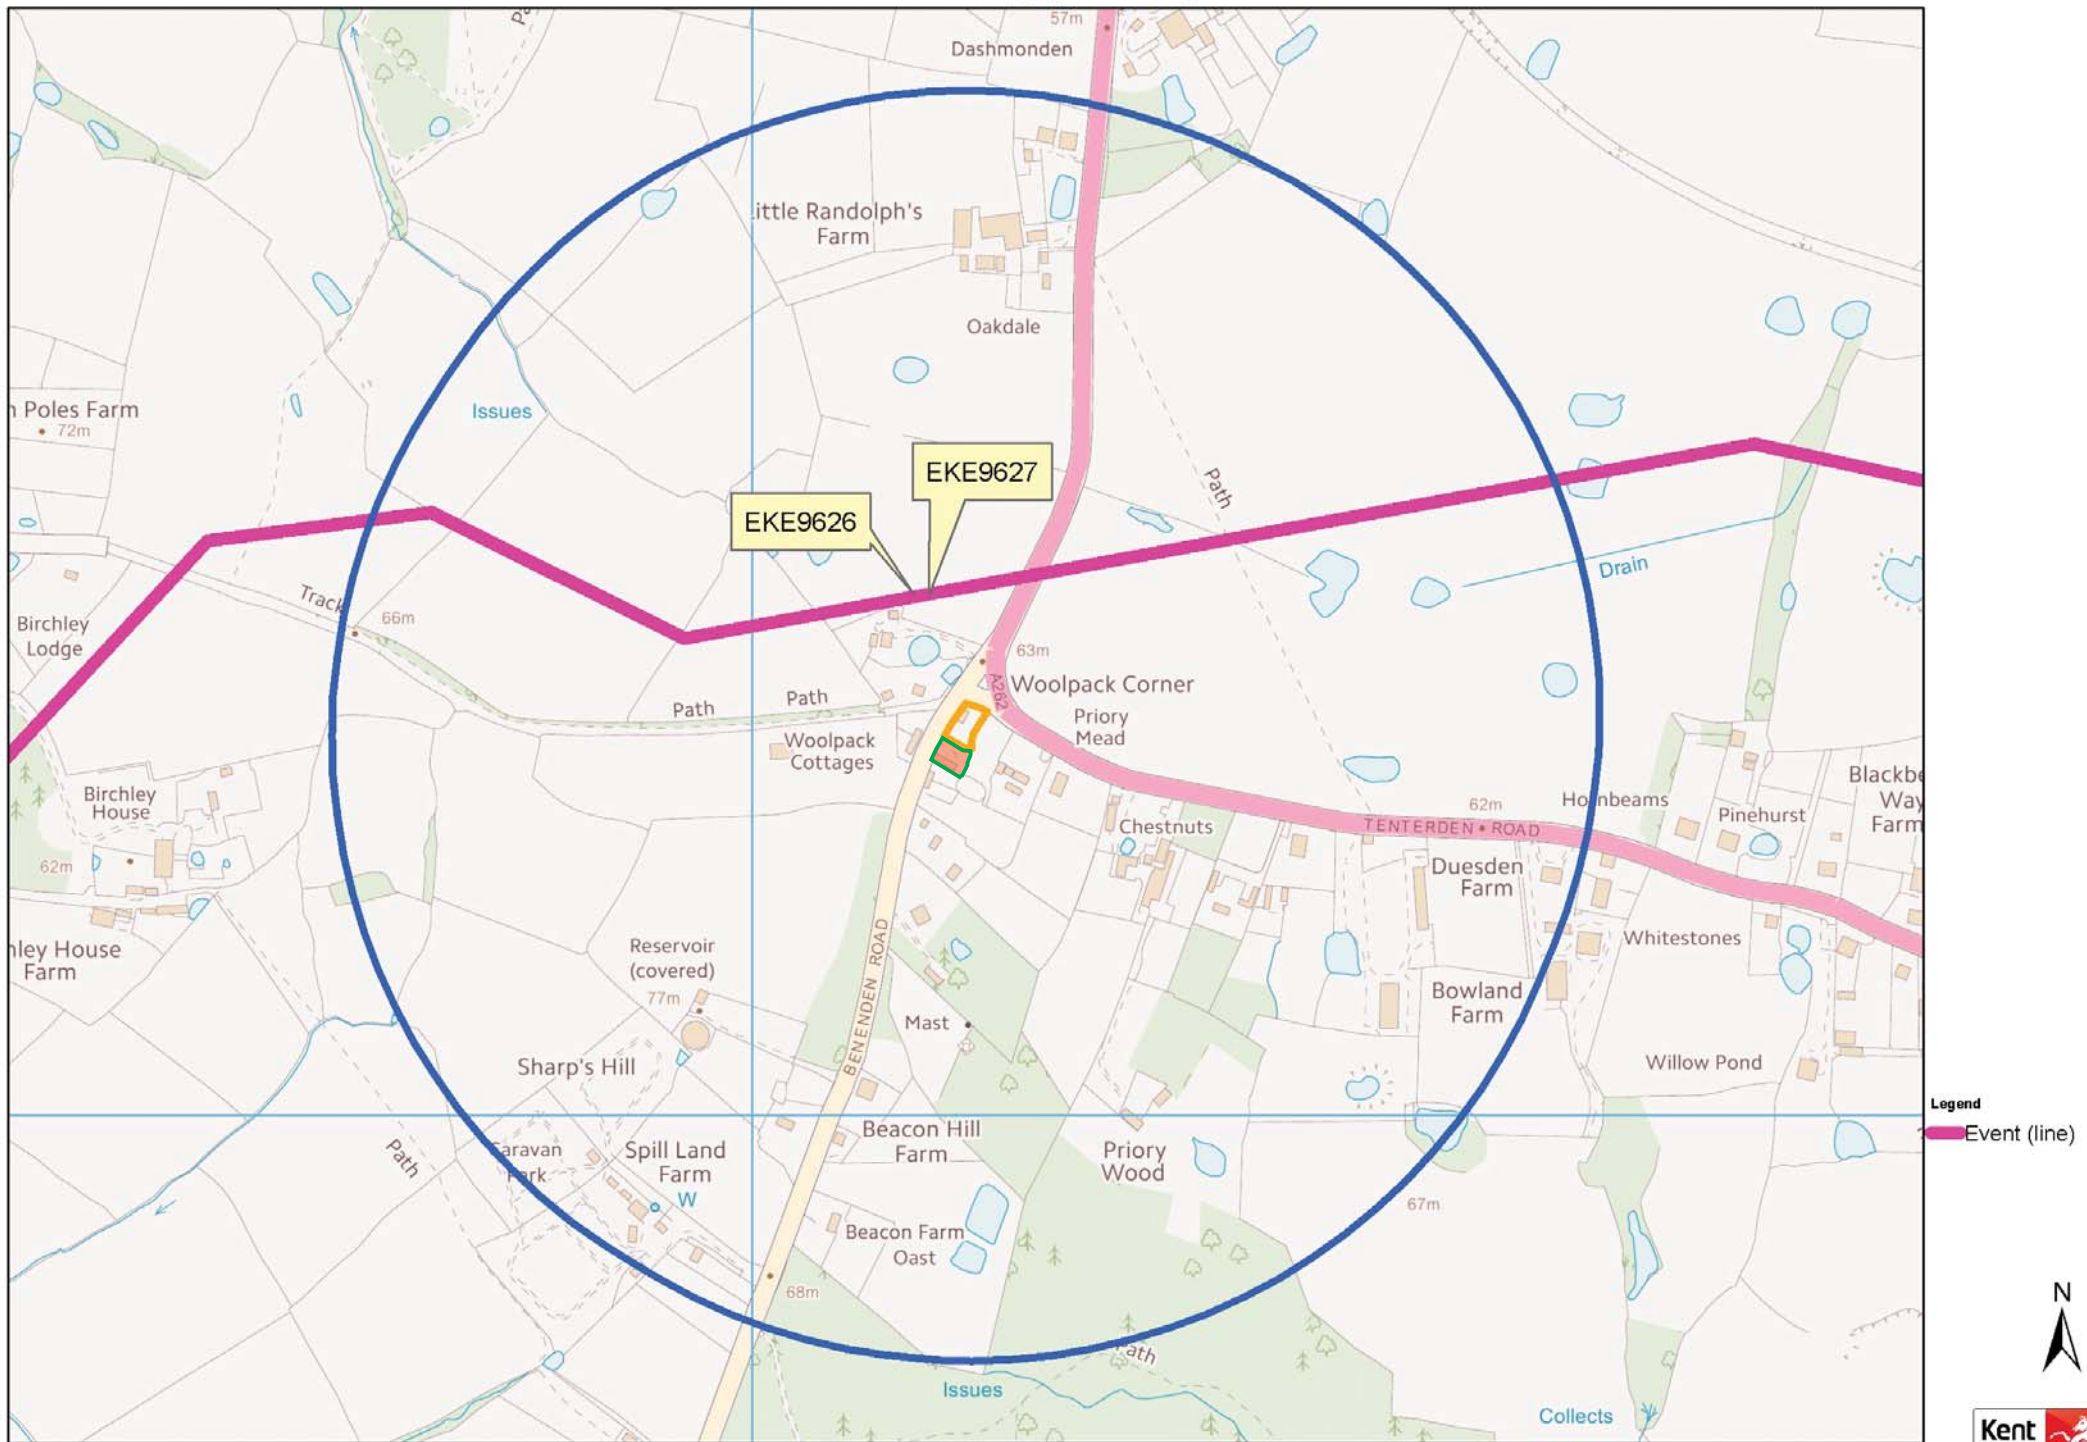 Pa
57m
Dashmonden
ittle Randolph's
Farm
Oakdale
Issues
n Poles Farm
72m
EKE9627
EKE9626
Path
Drain
Track
66m
Birchley
Lodge
63m
Woolpack Corner
A262
Path
Path
Priory
Mead
Woolpack
Cottages
Birchley
House
62m
Chestnuts
62m
TENTERDEN ROAD
Hornbeams
Pinehurst
Blackbe
Way
Farm
Duesden
Farm
nley House
Farm
Reservoir
(covered)
77m
BENENDEN ROAD
Whitestones
Mast
Bowland
Farm
Sharp's Hill
Willow Pond
Legend
Event (line)
Path
Caravan
Park
Spill Land
Farm
W
Beacon Hill
Farm
Priory
Wood
67m
Beacon Farm
Oast
68m
Path
Issues
Collects
N
Kent